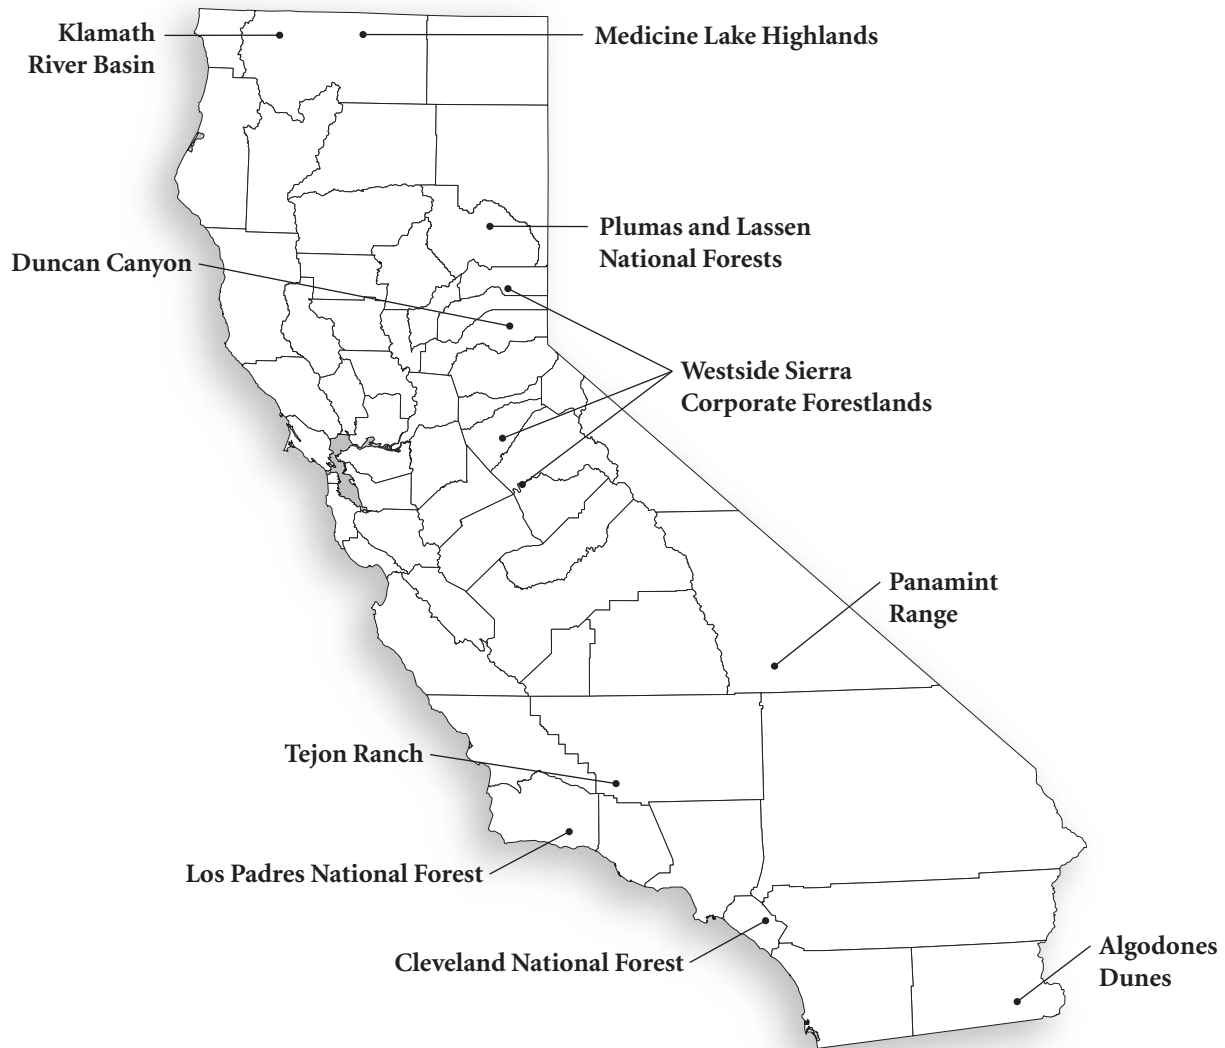 Klamath
River Basin
Medicine Lake Highlands
Plumas and Lassen
National Forests
Duncan Canyon
Westside Sierra
Corporate Forestlands
Panamint
Range
Tejon Ranch
Los Padres National Forest
Cleveland National Forest
Algodones
Dunes